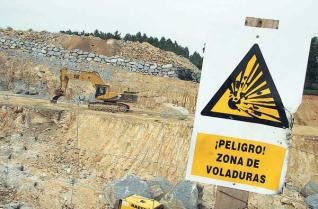 ¡PELIGRO!
ZONA DE
VOLADURAS